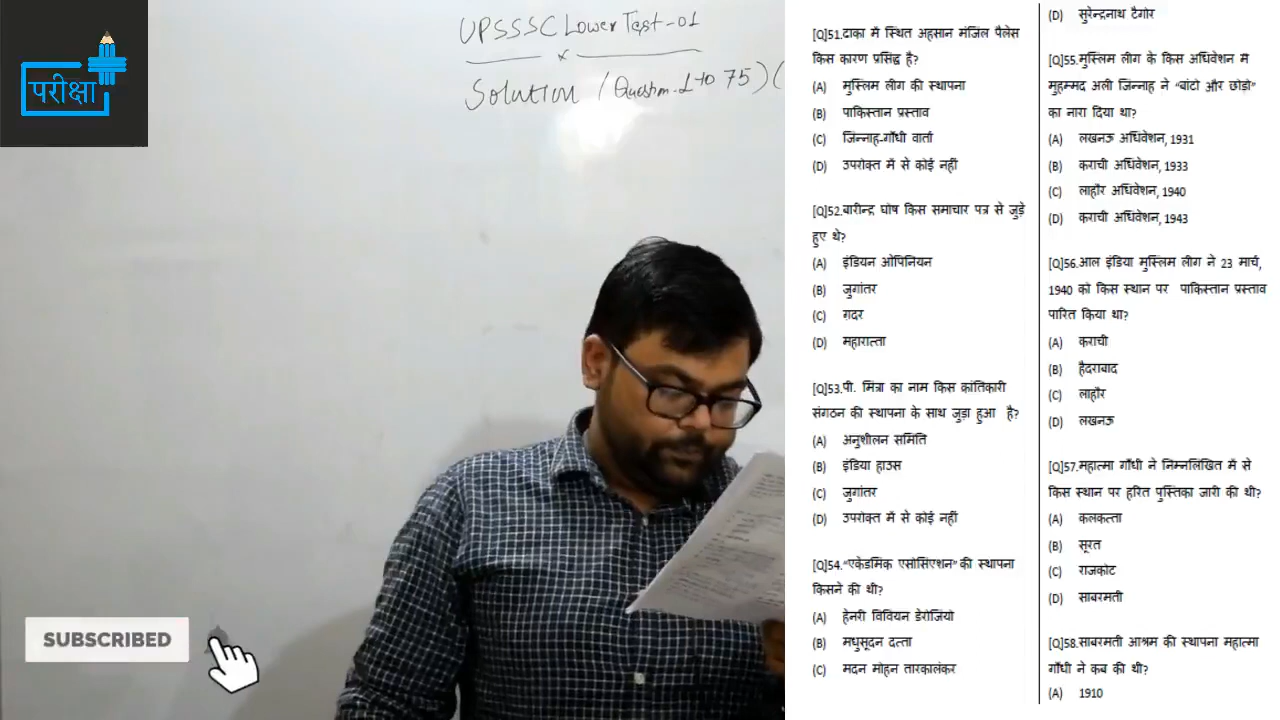 परीक्षा
UPSSSC Lower Test-01
Solution / (Question-1 to 75) (
[Q]51.ढाका में स्थित अहसान मंजिल पैलेस
किस कारण प्रसिद्ध है?
(A) मुस्लिम लीग की स्थापना
(B) पाकिस्तान प्रस्ताव
(C) जिन्नाह-गाँधी वार्ता
(D) उपरोक्त में से कोई नहीं
[Q]52.बारीन्द्र घोष किस समाचार पत्र से जुड़े
हुए थे?
(A) इंडियन ओपिनियन
(B) जुगांतर
(C) ग़दर
(D) महारात्ता
[Q]53.पी. मित्रा का नाम किस क्रांतिकारी
संगठन की स्थापना के साथ जुड़ा हुआ है?
(A) अनुशीलन समिति
(B) इंडिया हाउस
(C) जुगांतर
(D) उपरोक्त में से कोई नहीं
[Q]54."एकेडमिक एसोसिएशन" की स्थापना
किसने की थी?
(A) हेनरी विवियन डेरोजियो
(B) मधुसूदन दत्ता
(C) मदन मोहन तारकालंकर
(D) सुरेन्द्रनाथ टैगोर
[Q]55.मुस्लिम लीग के किस अधिवेशन में
मुहम्मद अली जिन्नाह ने "बांटो और छोड़ो"
का नारा दिया था?
(A) लखनऊ अधिवेशन, 1931
(B) कराची अधिवेशन, 1933
(C) लाहौर अधिवेशन, 1940
(D) कराची अधिवेशन, 1943
[Q]56.आल इंडिया मुस्लिम लीग ने 23 मार्च,
1940 को किस स्थान पर पाकिस्तान प्रस्ताव
पारित किया था?
(A) कराची
(B) हैदराबाद
(C) लाहौर
(D) लखनऊ
[Q]57.महात्मा गाँधी ने निम्नलिखित में से
किस स्थान पर हरित पुस्तिका जारी की थी?
(A) कलकत्ता
(B) सूरत
(C) राजकोट
(D) साबरमती
[Q]58.साबरमती आश्रम की स्थापना महात्मा
गाँधी ने कब की थी?
(A) 1910
SUBSCRIBED